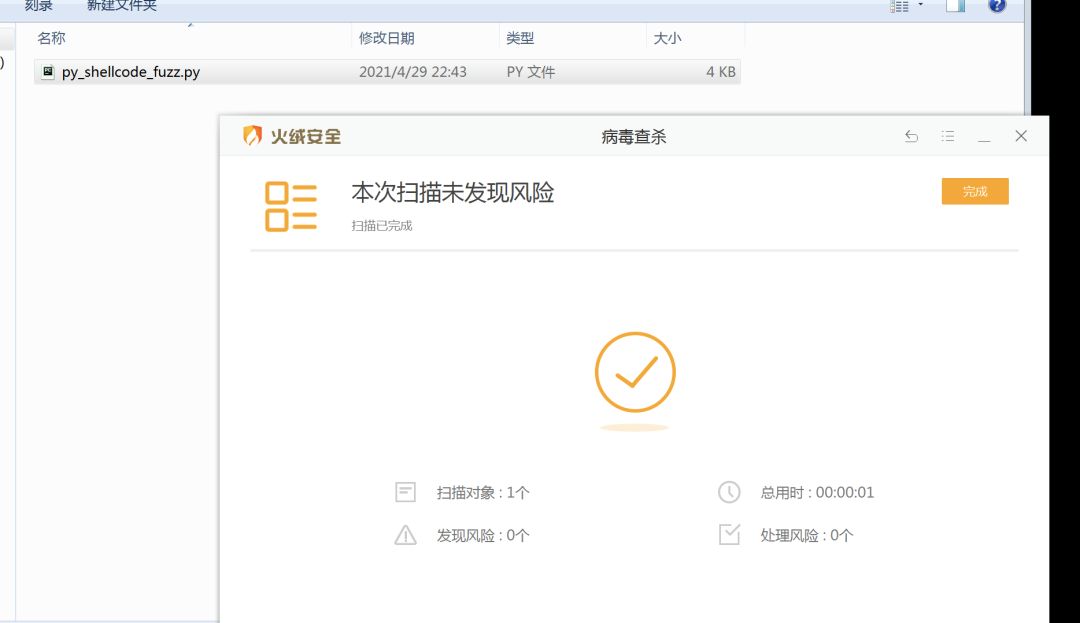 刻录 新建文件夹
名称 修改日期 类型 大小
)
py_shellcode_fuzz.py 2021/4/29 22:43 PY 文件 4 KB
火绒安全 病毒查杀
本次扫描未发现风险
完成
扫描已完成
扫描对象 : 1个 总用时 : 00:00:01
发现风险 : 0个 处理风险 : 0个